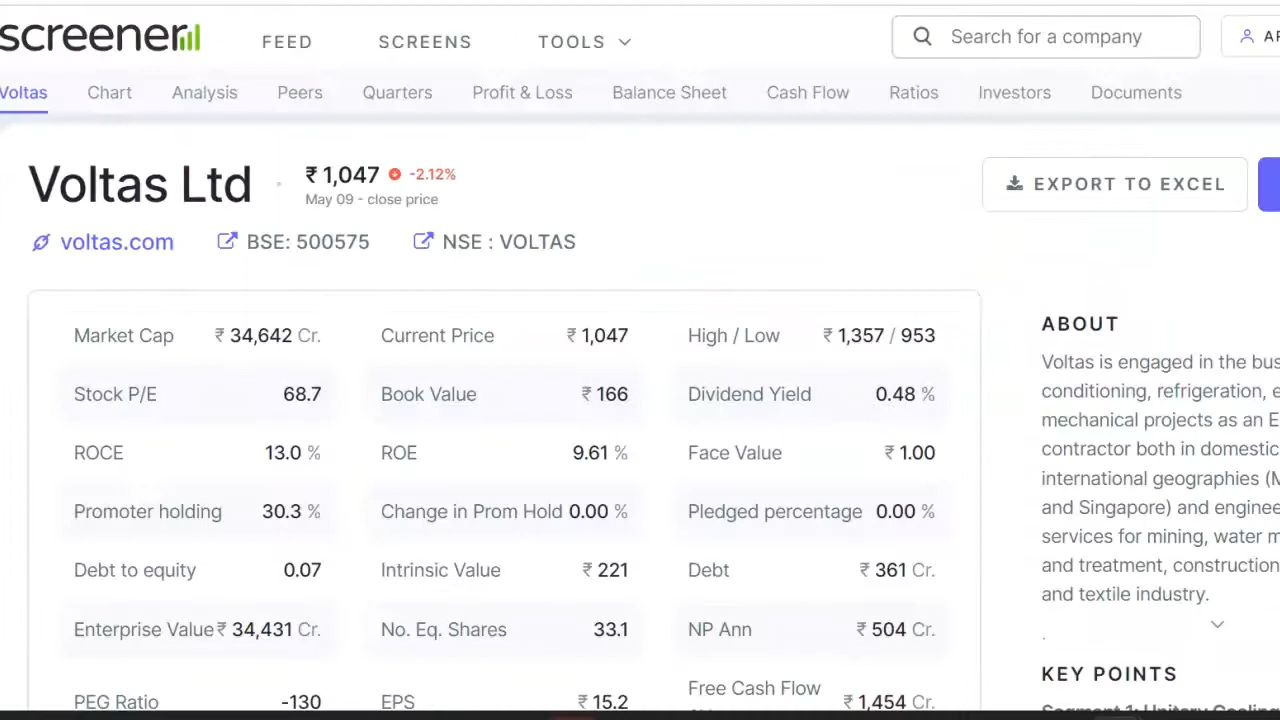 screener
FEED SCREENS TOOLS
Search for a company
Voltas Chart Analysis Peers Quarters Profit & Loss Balance Sheet Cash Flow Ratios Investors Documents
Voltas Ltd
₹ 1,047 -2.12%
May 09 - close price
EXPORT TO EXCEL
voltas.com BSE: 500575 NSE : VOLTAS
Market Cap ₹ 34,642 Cr. Current Price ₹ 1,047 High / Low ₹ 1,357 / 953
Stock P/E 68.7 Book Value ₹ 166 Dividend Yield 0.48 %
ROCE 13.0 % ROE 9.61 % Face Value ₹ 1.00
Promoter holding 30.3 % Change in Prom Hold 0.00 % Pledged percentage 0.00 %
Debt to equity 0.07 Intrinsic Value ₹ 221 Debt ₹ 361 Cr.
Enterprise Value ₹ 34,431 Cr. No. Eq. Shares 33.1 NP Ann ₹ 504 Cr.
PEG Ratio -130 EPS ₹ 15.2 Free Cash Flow ₹ 1,454 Cr.
ABOUT
Voltas is engaged in the bus
conditioning, refrigeration, e
mechanical projects as an E
contractor both in domestic
international geographies (M
and Singapore) and enginee
services for mining, water m
and treatment, construction
and textile industry.
KEY POINTS